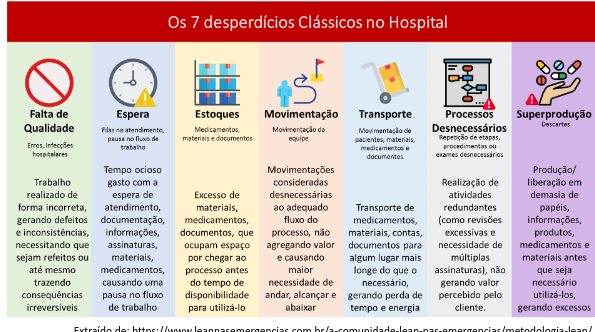 Os 7 desperdícios Clássicos no Hospital
Falta de
Qualidade
Erros, infecções
hospitalares
Trabalho
realizado de
forma incorreta,
gerando defeitos
e inconsistências,
necessitando que
sejam refeitos ou
até mesmo
trazendo
consequências
irreversíveis
Espera
Filas no atendimento,
pausa no fluxo de
trabalho
Tempo ocioso
gasto com a
espera de
atendimento,
documentação,
informações,
assinaturas,
materiais,
medicamentos,
causando uma
pausa no fluxo
de trabalho
Estoques
Medicamentos,
materiais e documentos
Excesso de
materiais,
medicamentos,
documentos, que
ocupam espaço
por chegar ao
processo antes
do tempo de
disponibilidade
para utilizá-lo
Movimentação
Movimentação da
equipe
Movimentações
consideradas
desnecessárias
ao adequado
fluxo do
processo, não
agregando valor
e causando
maior
necessidade de
andar, alcançar e
abaixar
Transporte
Movimentação de
pacientes, materiais,
medicamentos e
documentos
Transporte de
medicamentos,
materiais, contas,
documentos para
algum lugar mais
longe do que o
necessário,
gerando perda de
tempo e energia
Processos
Desnecessários
Repetição de etapas,
procedimentos ou
exames desnecessários
Realização de
atividades
redundantes
(como revisões
excessivas e
necessidade de
múltiplas
assinaturas), não
gerando valor
percebido pelo
cliente.
Superprodução
Descartes
Produção/
liberação em
demasia de
papéis,
informações,
produtos,
medicamentos e
materiais antes
que seja
necessário
utilizá-los,
gerando excessos
Extraído de: https://www.leannasemergencias.com.br/a-comunidade-lean-nas-emergencias/metodologia-lean/